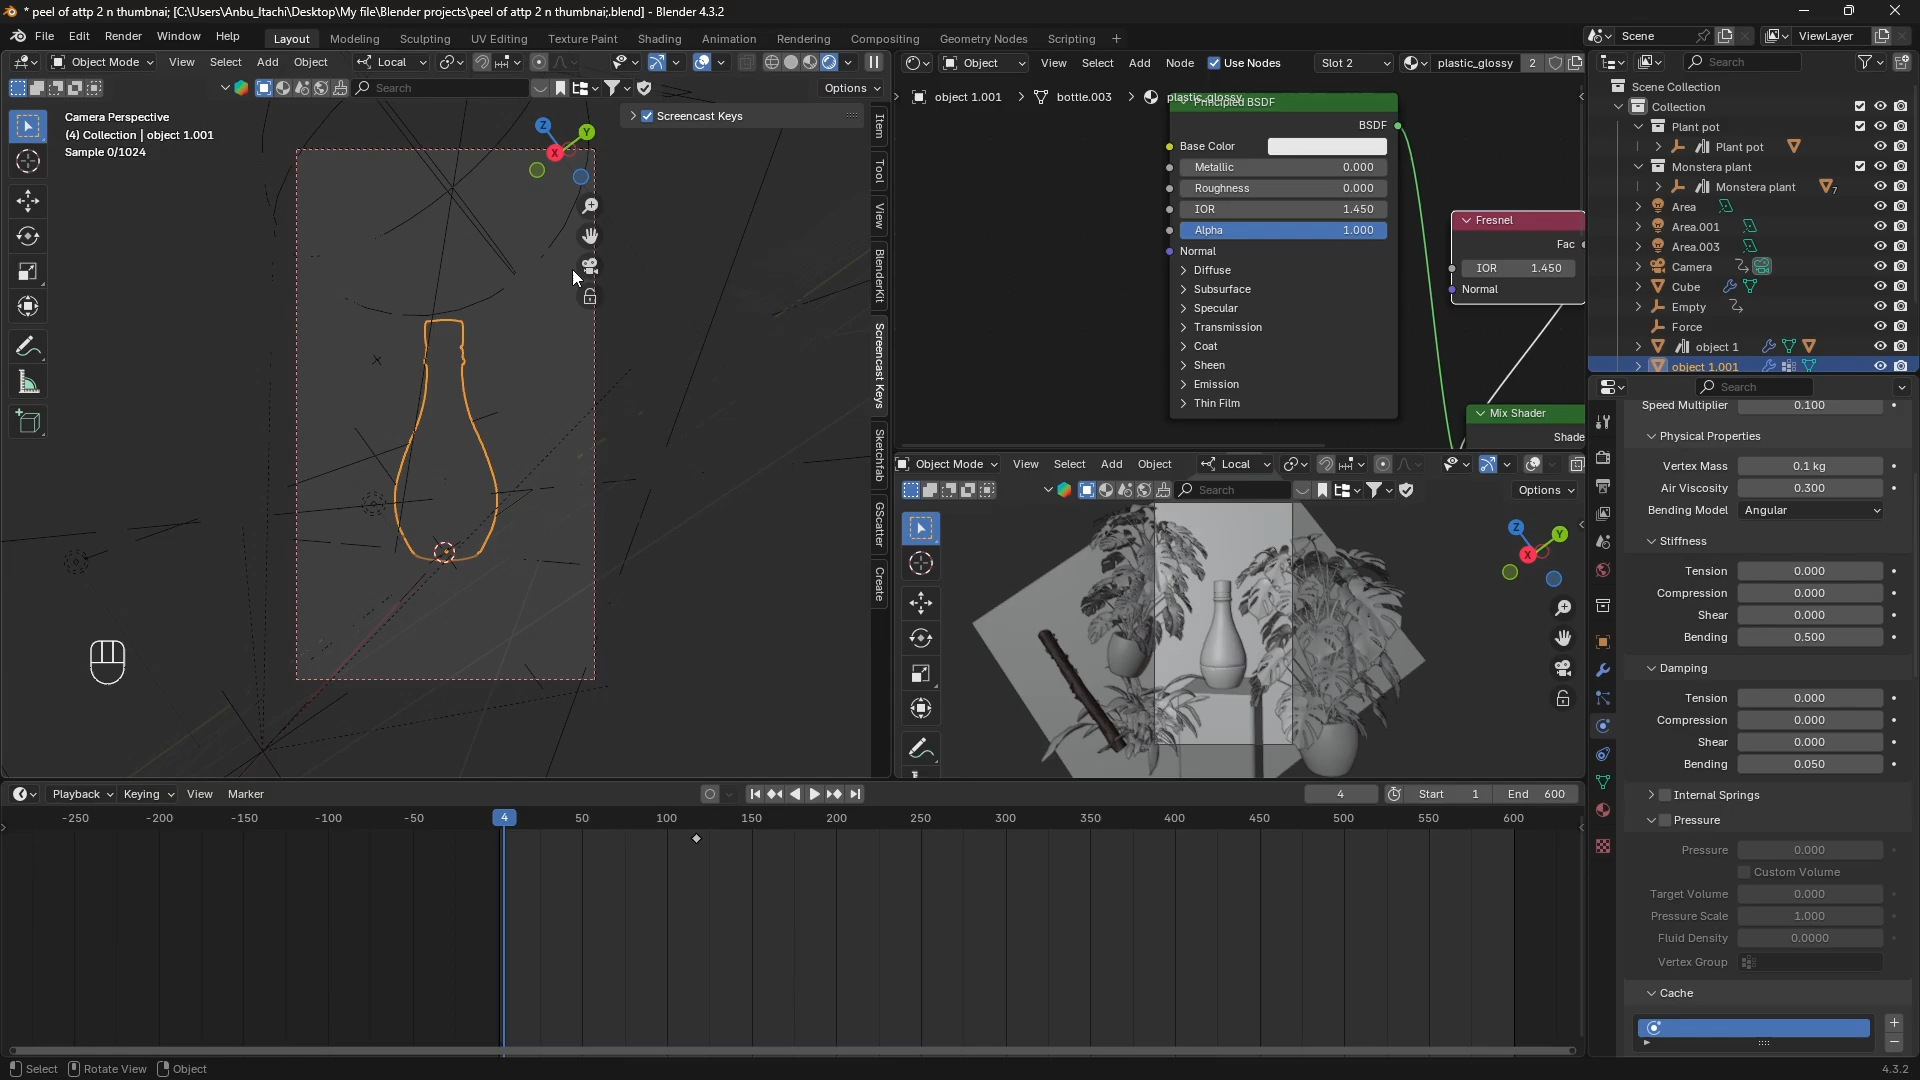 * peel of attp 2 n thumbnai; [C:\Users\Anbu_Itachi\Desktop\My file\Blender projects\peel of attp 2 n thumbnai;.blend] - Blender 4.3.2
File Edit Render Window Help
Layout Modeling Sculpting UV Editing Texture Paint Shading Animation Rendering Compositing Geometry Nodes Scripting +
Scene
ViewLayer
Object Mode View Select Add Object Local
Search
Options
Camera Perspective
(4) Collection | object 1.001
Sample 0/1024
Screencast Keys
Z
Y
X
Item
Tool
View
BlenderKit
Screencast Keys
Sketchfab
GScatter
Create
Object View Select Add Node Use Nodes Slot 2 plastic_glossy 2
object 1.001 bottle.003 plastic_glossy
Principled BSDF
BSDF
Base Color
Metallic 0.000
Roughness 0.000
IOR 1.450
Alpha 1.000
Normal
Diffuse
Subsurface
Specular
Transmission
Coat
Sheen
Emission
Thin Film
Fresnel
Fac
IOR 1.450
Normal
Mix Shader
Shade
Object Mode View Select Add Object Local
Search
Options
Z
Y
X
Search
Scene Collection
Collection
Plant pot
Plant pot
Monstera plant
Monstera plant 7
Area
Area.001
Area.003
Camera
Cube
Empty
Force
object 1
object 1.001
Search
Speed Multiplier 0.100
Physical Properties
Vertex Mass 0.1 kg
Air Viscosity 0.300
Bending Model Angular
Stiffness
Tension 0.000
Compression 0.000
Shear 0.000
Bending 0.500
Damping
Tension 0.000
Compression 0.000
Shear 0.000
Bending 0.050
Internal Springs
Pressure
Pressure 0.000
Custom Volume
Target Volume 0.000
Pressure Scale 1.000
Fluid Density 0.0000
Vertex Group
Cache
Playback Keying View Marker
4
Start 1
End 600
-250 -200 -150 -100 -50 4 50 100 150 200 250 300 350 400 450 500 550 600
Select Rotate View Object
4.3.2